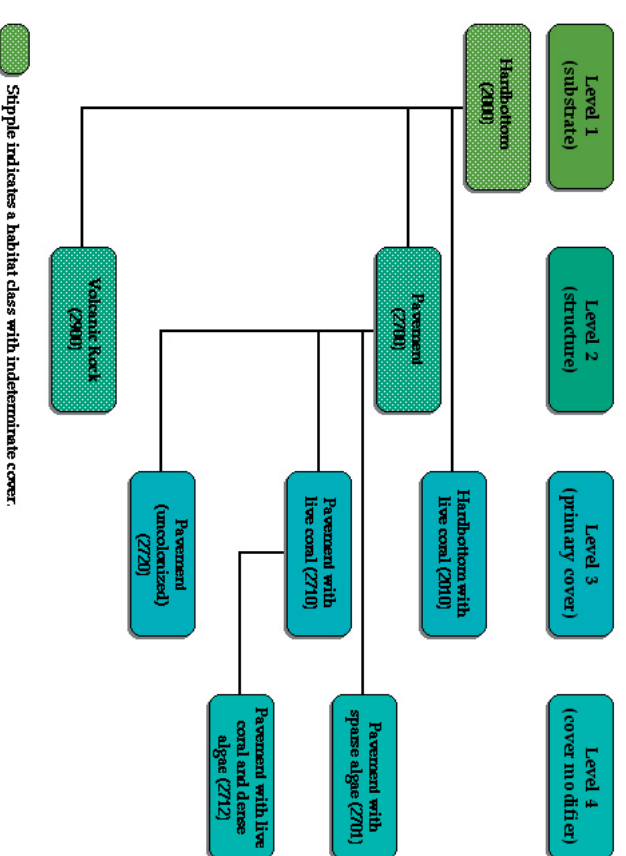 Level 1
(substrate)
Level 2
(structure)
Level 3
(primary cover)
Level 4
(cover modifier)
Hardbottom
(2000)
Hardbottom with
live coral (2010)
Pavement
(2700)
Pavement with
sparse algae (2701)
Pavement with
live coral (2710)
Pavement with live
coral and dense
algae (2712)
Pavement
(uncolonized)
(2720)
Volcanic Rock
(2900)
Stipple indicates a habitat class with indeterminate cover.